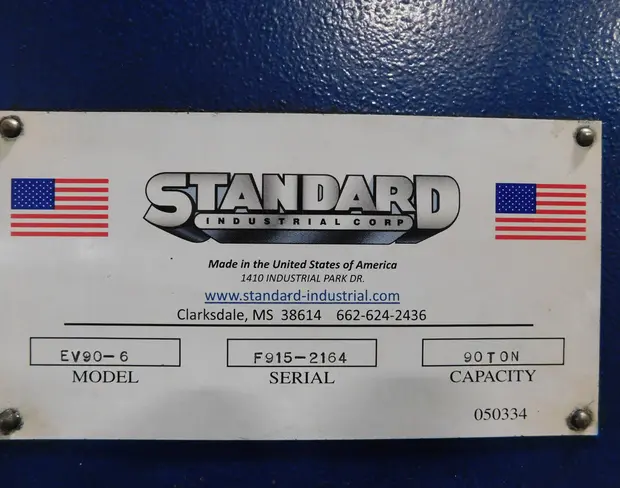 STANDARD
INDUSTRIAL CORP
Made in the United States of America
1410 INDUSTRIAL PARK DR.
www.standard-industrial.com
Clarksdale, MS 38614 662-624-2436
EV90-6 F915-2164 90TON
MODEL SERIAL CAPACITY
050334